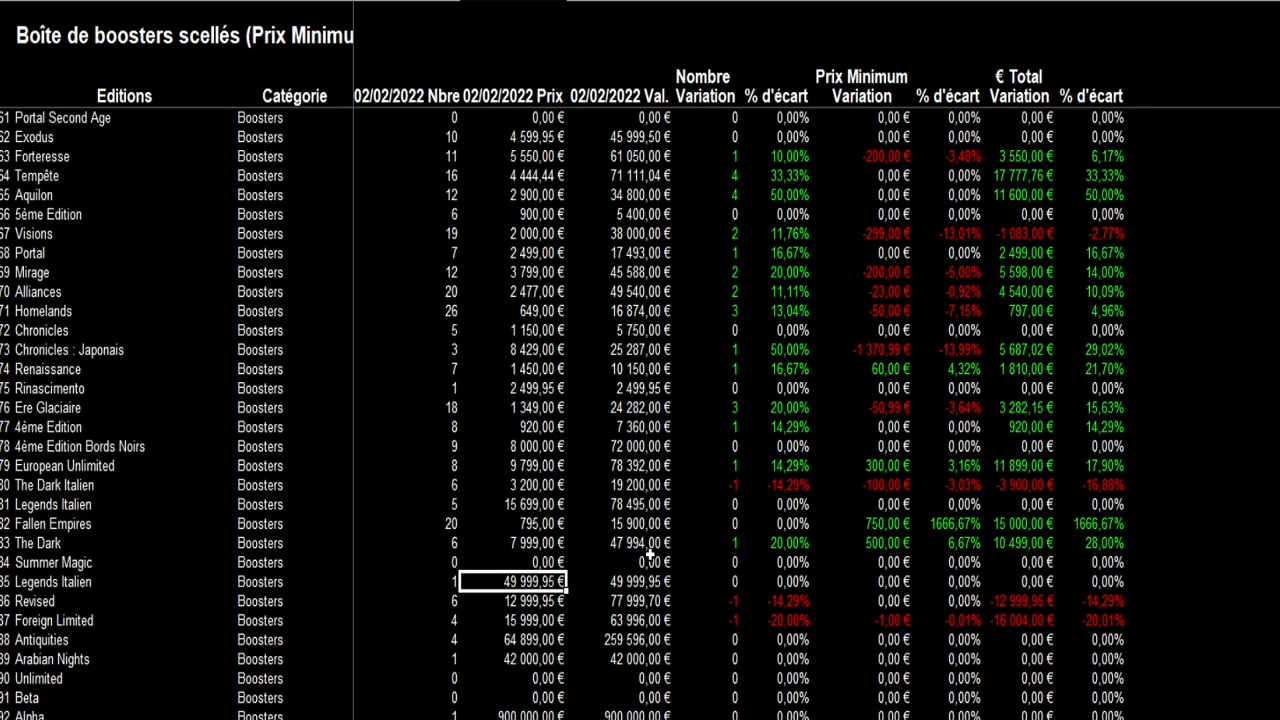 Boîte de boosters scellés (Prix Minimu
Nombre Prix Minimum € Total
Editions Catégorie 02/02/2022 Nbre 02/02/2022 Prix 02/02/2022 Val. Variation % d'écart Variation % d'écart Variation % d'écart
61 Portal Second Age Boosters 0 0,00 € 0,00 € 0 0,00% 0,00 € 0,00% 0,00 € 0,00%
62 Exodus Boosters 10 4 599,95 € 45 999,50 € 0 0,00% 0,00 € 0,00% 0,00 € 0,00%
63 Forteresse Boosters 11 5 550,00 € 61 050,00 € 1 10,00% -200,00 € -3,48% 3 550,00 € 6,17%
64 Tempête Boosters 16 4 444,44 € 71 111,04 € 4 33,33% 0,00 € 0,00% 17 777,76 € 33,33%
65 Aquilon Boosters 12 2 900,00 € 34 800,00 € 4 50,00% 0,00 € 0,00% 11 600,00 € 50,00%
66 5ème Edition Boosters 6 900,00 € 5 400,00 € 0 0,00% 0,00 € 0,00% 0,00 € 0,00%
67 Visions Boosters 19 2 000,00 € 38 000,00 € 2 11,76% -299,00 € -13,01% -1 083,00 € -2,77%
68 Portal Boosters 7 2 499,00 € 17 493,00 € 1 16,67% 0,00 € 0,00% 2 499,00 € 16,67%
69 Mirage Boosters 12 3 799,00 € 45 588,00 € 2 20,00% -200,00 € -5,00% 5 598,00 € 14,00%
70 Alliances Boosters 20 2 477,00 € 49 540,00 € 2 11,11% -23,00 € -0,92% 4 540,00 € 10,09%
71 Homelands Boosters 26 649,00 € 16 874,00 € 3 13,04% -50,00 € -7,15% 797,00 € 4,96%
72 Chronicles Boosters 5 1 150,00 € 5 750,00 € 0 0,00% 0,00 € 0,00% 0,00 € 0,00%
73 Chronicles : Japonais Boosters 3 8 429,00 € 25 287,00 € 1 50,00% -1 370,99 € -13,99% 5 687,02 € 29,02%
74 Renaissance Boosters 7 1 450,00 € 10 150,00 € 1 16,67% 60,00 € 4,32% 1 810,00 € 21,70%
75 Rinascimento Boosters 1 2 499,95 € 2 499,95 € 0 0,00% 0,00 € 0,00% 0,00 € 0,00%
76 Ere Glaciaire Boosters 18 1 349,00 € 24 282,00 € 3 20,00% -50,99 € -3,64% 3 282,15 € 15,63%
77 4ème Edition Boosters 8 920,00 € 7 360,00 € 1 14,29% 0,00 € 0,00% 920,00 € 14,29%
78 4ème Edition Bords Noirs Boosters 9 8 000,00 € 72 000,00 € 0 0,00% 0,00 € 0,00% 0,00 € 0,00%
79 European Unlimited Boosters 8 9 799,00 € 78 392,00 € 1 14,29% 300,00 € 3,16% 11 899,00 € 17,90%
80 The Dark Italien Boosters 6 3 200,00 € 19 200,00 € -1 -14,29% -100,00 € -3,03% -3 900,00 € -16,88%
81 Legends Italien Boosters 5 15 699,00 € 78 495,00 € 0 0,00% 0,00 € 0,00% 0,00 € 0,00%
82 Fallen Empires Boosters 20 795,00 € 15 900,00 € 0 0,00% 750,00 € 1666,67% 15 000,00 € 1666,67%
83 The Dark Boosters 6 7 999,00 € 47 994,00 € 1 20,00% 500,00 € 6,67% 10 499,00 € 28,00%
84 Summer Magic Boosters 0 0,00 € 0,00 € 0 0,00% 0,00 € 0,00% 0,00 € 0,00%
85 Legends Italien Boosters 1 49 999,95 € 49 999,95 € 0 0,00% 0,00 € 0,00% 0,00 € 0,00%
86 Revised Boosters 6 12 999,95 € 77 999,70 € -1 -14,29% 0,00 € 0,00% -12 999,95 € -14,29%
87 Foreign Limited Boosters 4 15 999,00 € 63 996,00 € -1 -20,00% -1,00 € -0,01% -16 004,00 € -20,01%
88 Antiquities Boosters 4 64 899,00 € 259 596,00 € 0 0,00% 0,00 € 0,00% 0,00 € 0,00%
89 Arabian Nights Boosters 1 42 000,00 € 42 000,00 € 0 0,00% 0,00 € 0,00% 0,00 € 0,00%
90 Unlimited Boosters 0 0,00 € 0,00 € 0 0,00% 0,00 € 0,00% 0,00 € 0,00%
91 Beta Boosters 0 0,00 € 0,00 € 0 0,00% 0,00 € 0,00% 0,00 € 0,00%
92 Alpha Boosters 1 900 000,00 € 900 000,00 € 0 0,00% 0,00 € 0,00% 0,00 € 0,00%